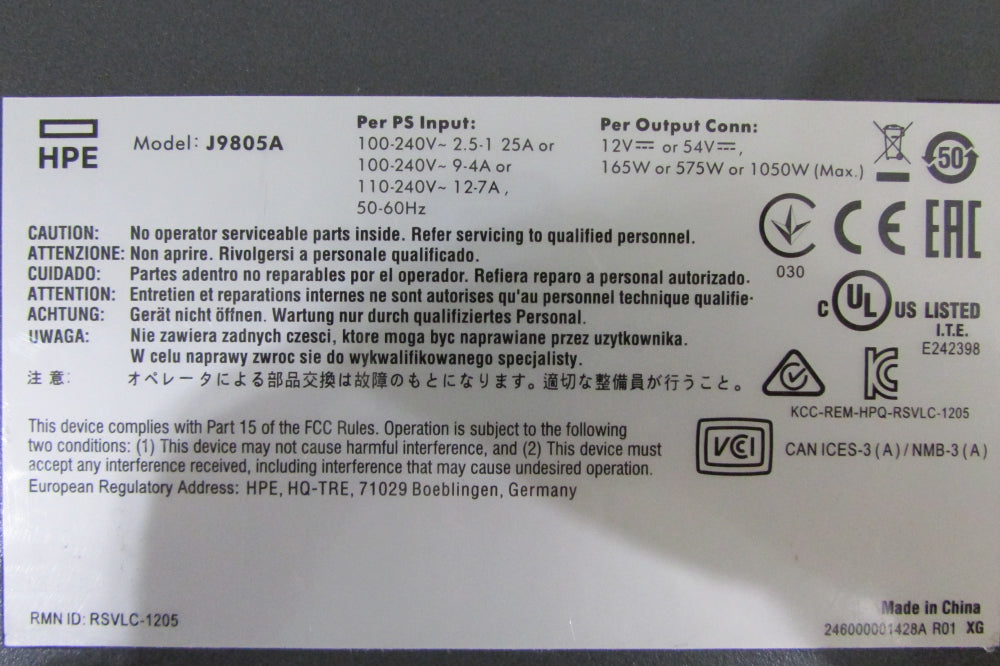 HPE
Model: J9805A
Per PS Input:
100-240V~ 2.5-1 25A or
100-240V~ 9-4A or
110-240V~ 12-7A ,
50-60Hz
Per Output Conn:
12V⎓ or 54V⎓,
165W or 575W or 1050W (Max.)
50
CAUTION: No operator serviceable parts inside. Refer servicing to qualified personnel.
ATTENZIONE: Non aprire. Rivolgersi a personale qualificado.
CUIDADO: Partes adentro no reparables por el operador. Refiera reparo a personal autorizado.
ATTENTION: Entretien et reparations internes ne sont autorises qu'au personnel technique qualifie.
ACHTUNG: Gerät nicht öffnen. Wartung nur durch qualifiziertes Personal.
UWAGA: Nie zawiera zadnych czesci, ktore moga byc naprawiane przez uzytkownika.
W celu naprawy zwroc sie do wykwalifikowanego specjalisty.
注意: オペレータによる部品交換は故障のもとになります。適切な整備員が行うこと。
030
CE
EAC
C UL US LISTED
I.T.E.
E242398
KC
KCC-REM-HPQ-RSVLC-1205
VCI
CAN ICES-3 (A) / NMB-3 (A)
This device complies with Part 15 of the FCC Rules. Operation is subject to the following
two conditions: (1) This device may not cause harmful interference, and (2) This device must
accept any interference received, including interference that may cause undesired operation.
European Regulatory Address: HPE, HQ-TRE, 71029 Boeblingen, Germany
RMN ID: RSVLC-1205
Made in China
246000001428A R01 XG